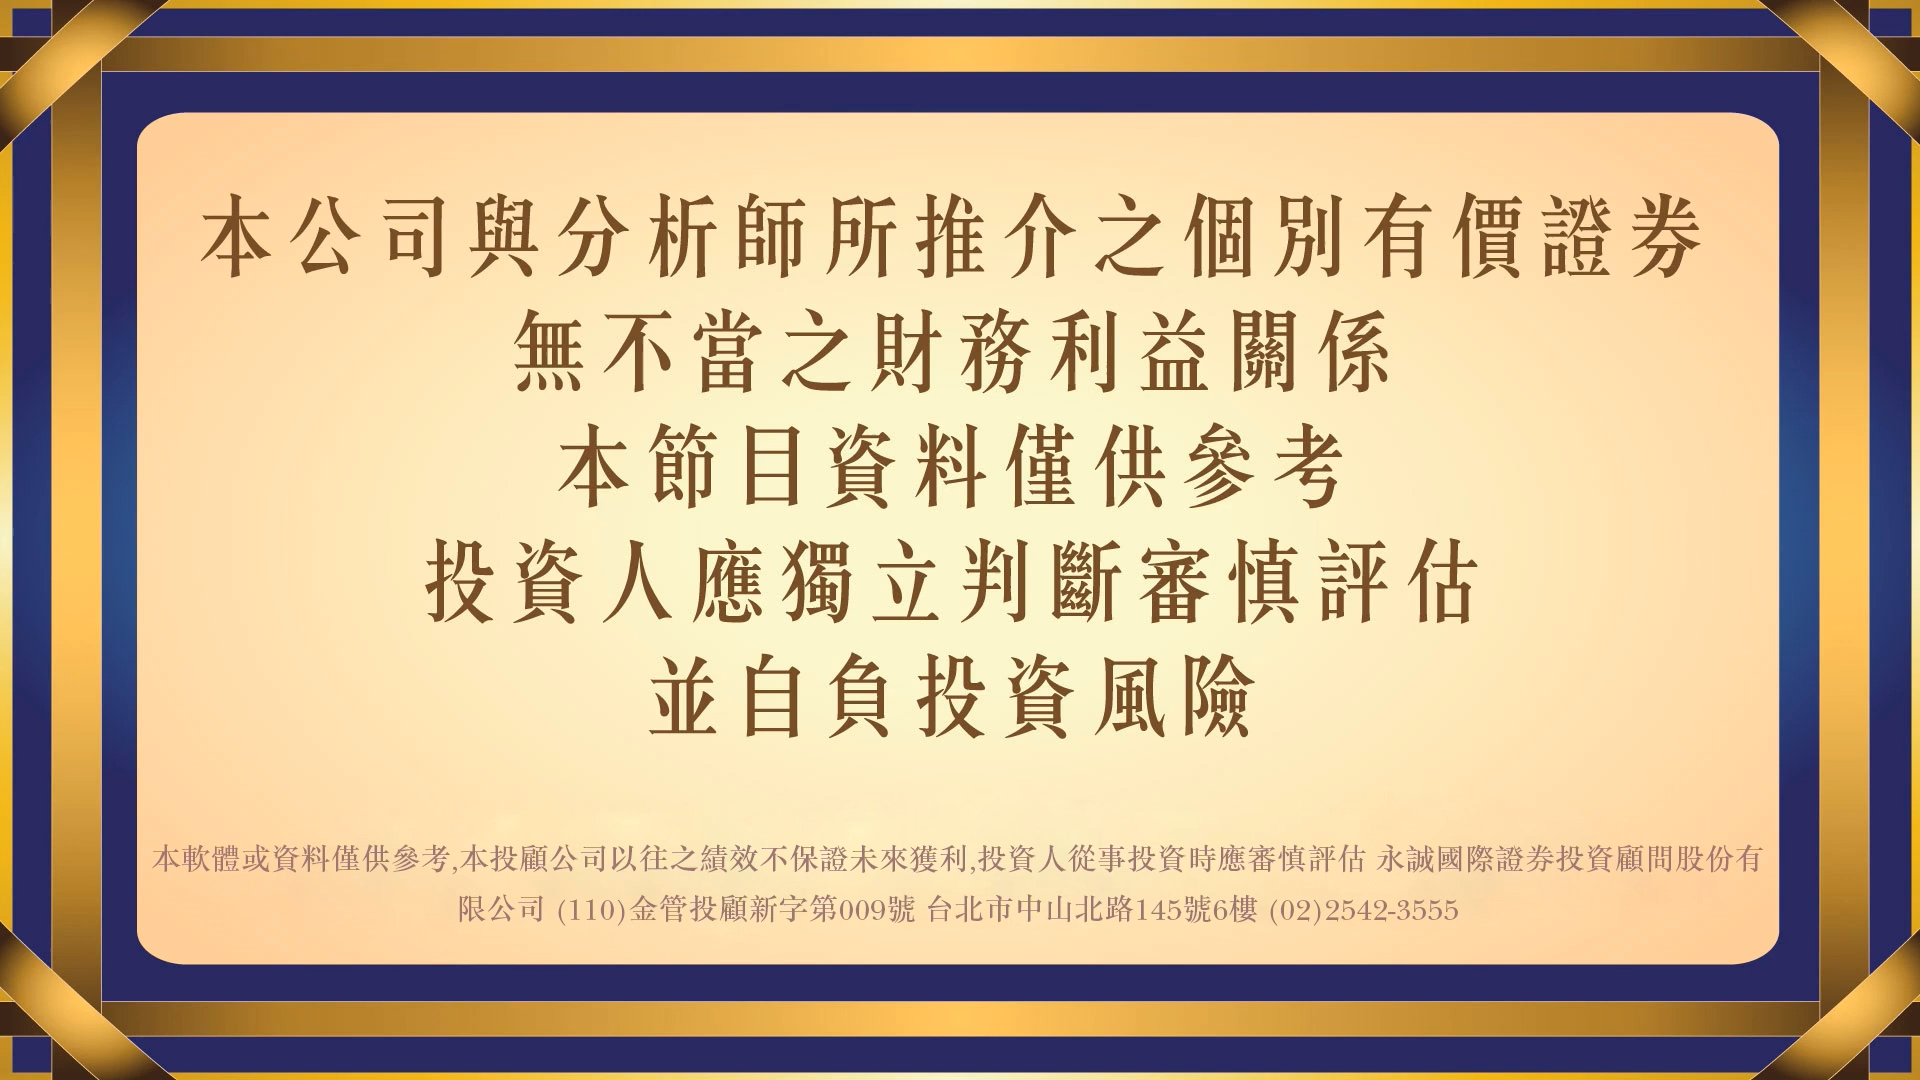 本公司與分析師所推介之個別有價證券
無不當之財務利益關係
本節目資料僅供參考
投資人應獨立判斷審慎評估
並自負投資風險
本軟體或資料僅供參考,本投顧公司以往之績效不保證未來獲利,投資人從事投資時應審慎評估 永誠國際證券投資顧問股份有
限公司 (110)金管投顧新字第009號 台北市中山北路145號6樓 (02)2542-3555